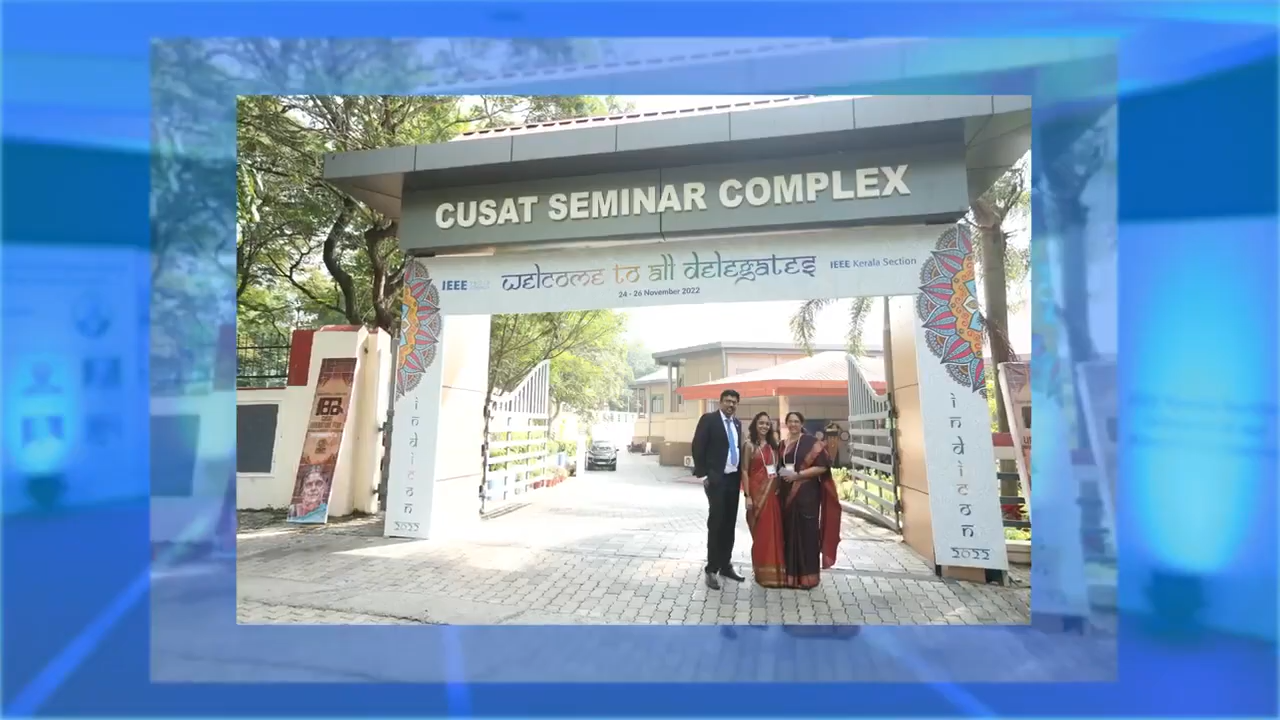 CUSAT SEMINAR COMPLEX
IEEE welcome to all delegates IEEE Kerala Section
24 - 26 November 2022
indicon
2022
indicon
2022